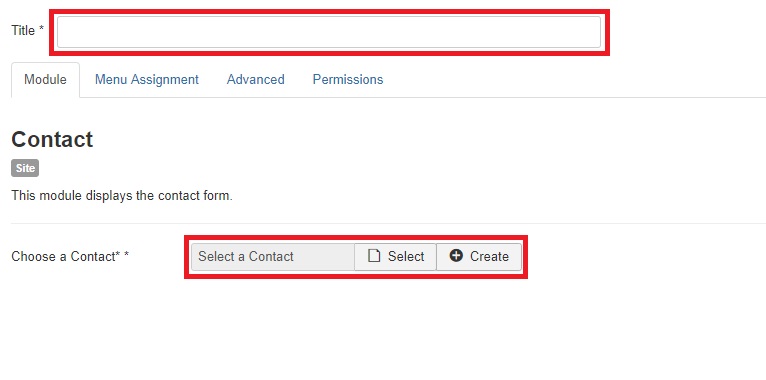 Title *
Module Menu Assignment Advanced Permissions
Contact
Site
This module displays the contact form.
Choose a Contact* * Select a Contact Select Create